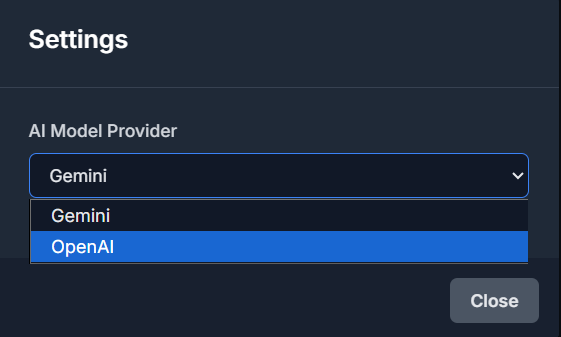 Settings
AI Model Provider
Gemini
Gemini
OpenAI
Close